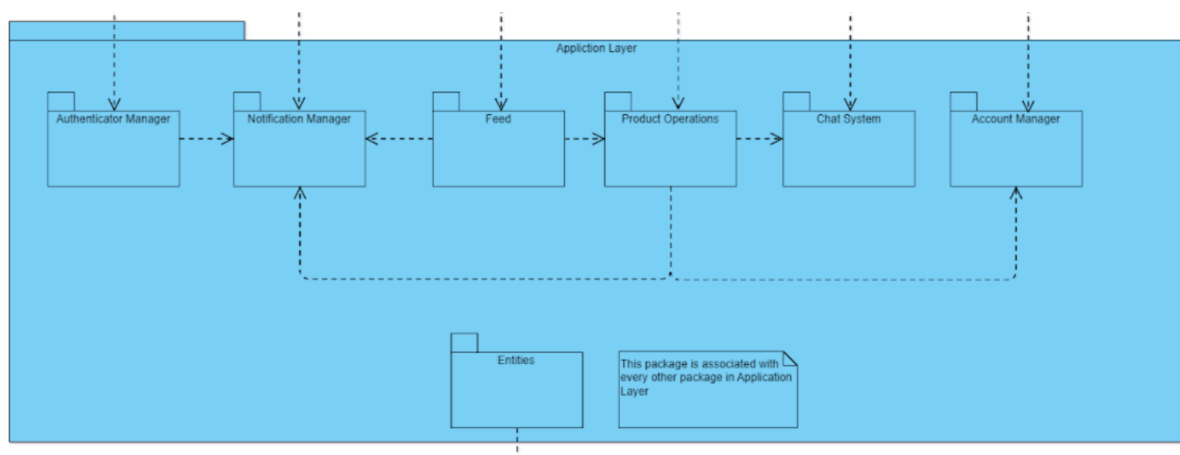 Appliction Layer
Authenticator Manager
Notification Manager
Feed
Product Operations
Chat System
Account Manager
Entities
This package is associated with
every other package in Application
Layer